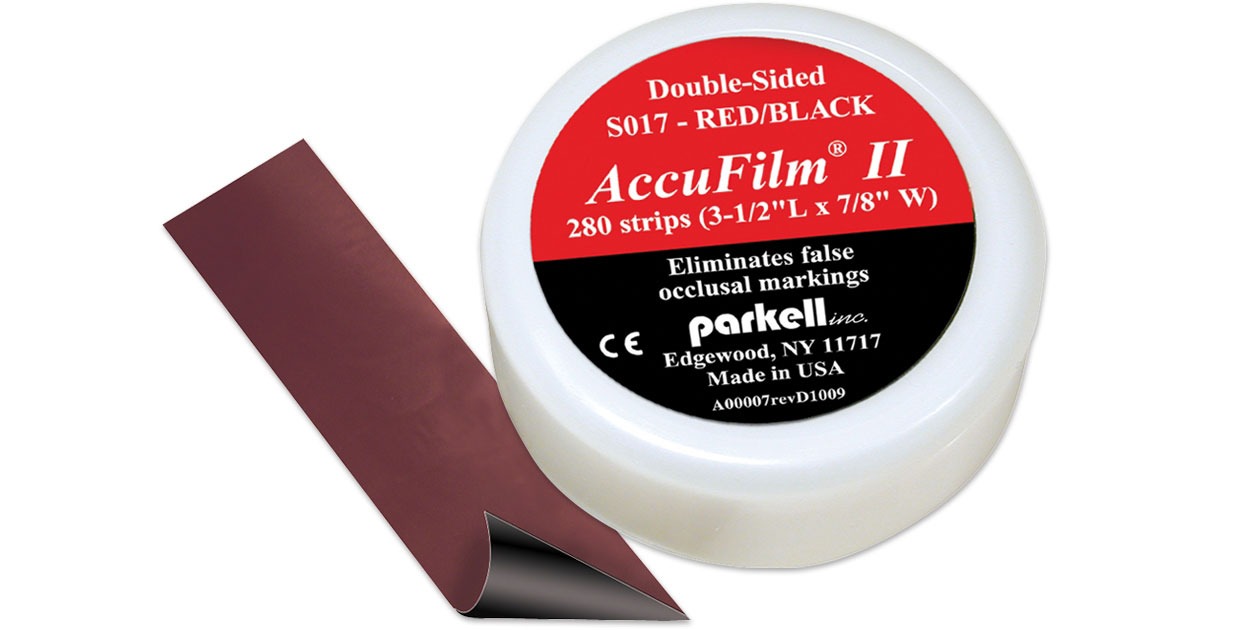 Double-Sided
S017 - RED/BLACK
AccuFilm® II
280 strips (3-1/2"L x 7/8" W)
Eliminates false
occlusal markings
parkell inc.
CE
Edgewood, NY 11717
Made in USA
A00007revD1009